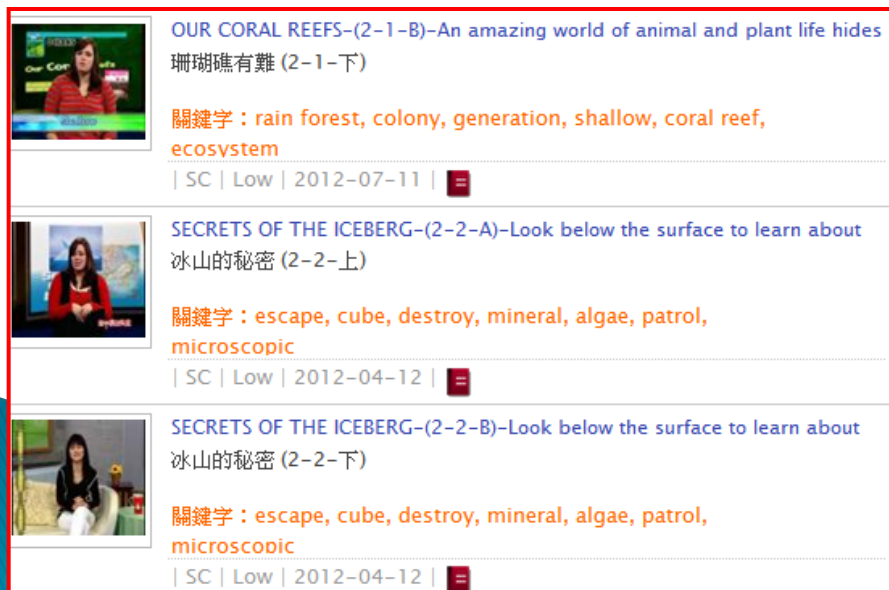 OUR CORAL REEFS-(2-1-B)-An amazing world of animal and plant life hides
珊瑚礁有難 (2-1-下)
關鍵字：rain forest, colony, generation, shallow, coral reef,
ecosystem
| SC | Low | 2012-07-11 |
SECRETS OF THE ICEBERG-(2-2-A)-Look below the surface to learn about
冰山的秘密 (2-2-上)
關鍵字：escape, cube, destroy, mineral, algae, patrol,
microscopic
| SC | Low | 2012-04-12 |
SECRETS OF THE ICEBERG-(2-2-B)-Look below the surface to learn about
冰山的秘密 (2-2-下)
關鍵字：escape, cube, destroy, mineral, algae, patrol,
microscopic
| SC | Low | 2012-04-12 |